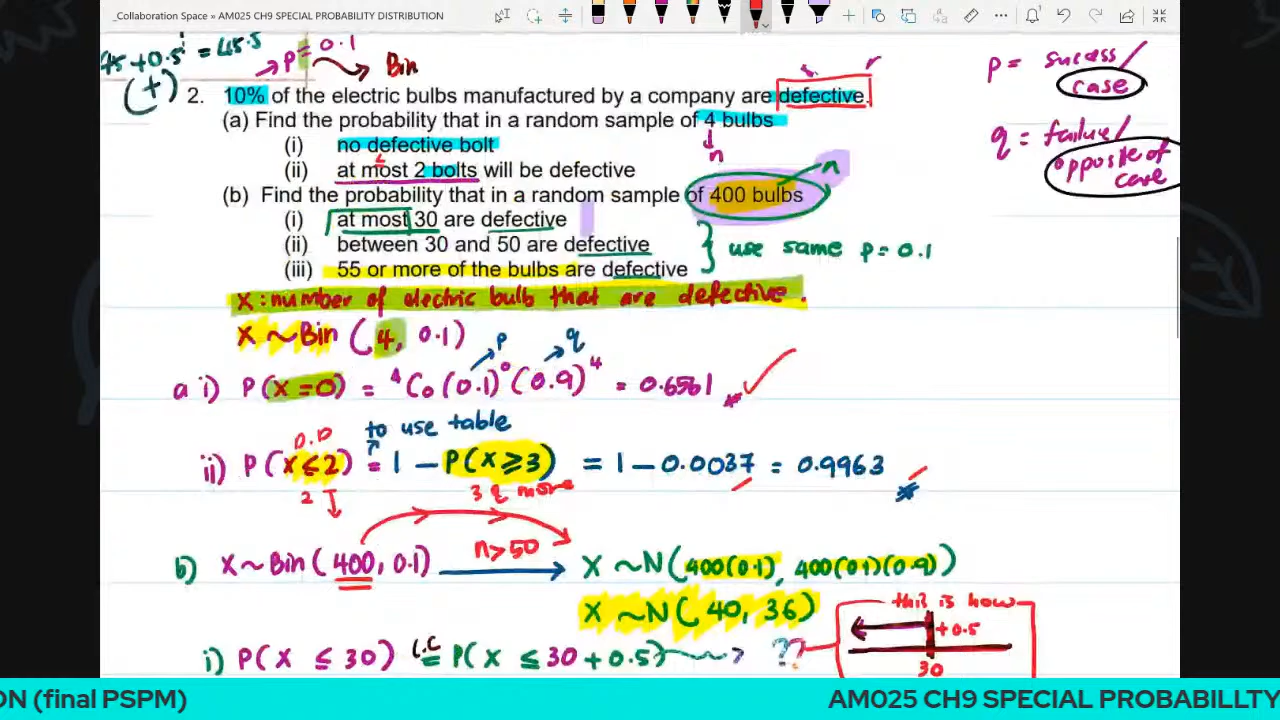 _Collaboration Space » AM025 CH9 SPECIAL PROBABILITY DISTRIBUTION
45 +0.5 = 45.5
(+)
p = 0.1
Bin
2. 10% of the electric bulbs manufactured by a company are defective.
(a) Find the probability that in a random sample of 4 bulbs
n
(i) no defective bolt
(ii) at most 2 bolts will be defective
(b) Find the probability that in a random sample of 400 bulbs
n
(i) at most 30 are defective
(ii) between 30 and 50 are defective
(iii) 55 or more of the bulbs are defective
} use same p = 0.1
p = success/
case
q = failure/
opposite of
case
X : number of electric bulb that are defective.
X ~ Bin (4, 0.1)
p q
a i) P(X = 0) = ⁴C₀ (0.1)⁰ (0.9)⁴ = 0.6561
to use table
ii) P(X ≤ 2) = 1 − P(X ≥ 3) = 1 − 0.0037 = 0.9963
2 ↓
b) X ~ Bin (400, 0.1) n > 50 X ~ N (400(0.1), 400(0.1)(0.9))
X ~ N (40, 36)
this is how
+0.5
30
i) P(X ≤ 30) = P(X ≤ 30 + 0.5) ??
ON (final PSPM)
AM025 CH9 SPECIAL PROBABILLTY